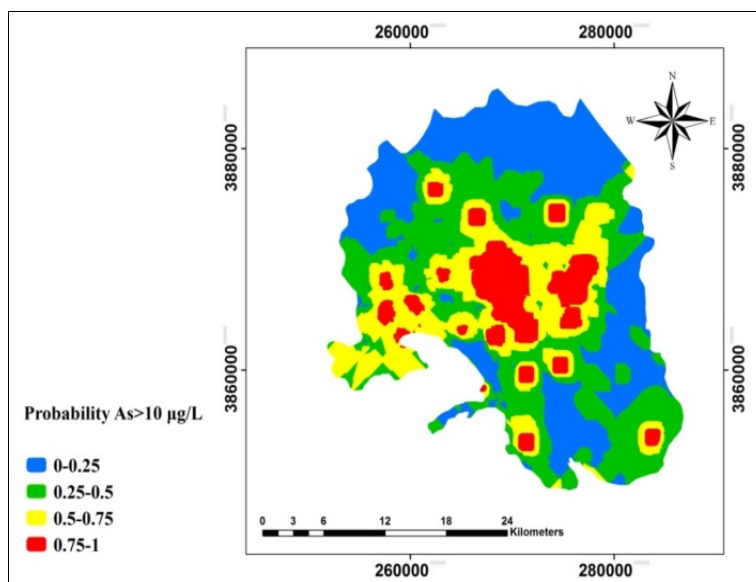 260000 280000
N
W E
S
3880000 3880000
3860000 3860000
Probability As>10 µg/L
0-0.25
0.25-0.5
0.5-0.75
0.75-1
0 3 6 12 18 24
Kilometers
260000 280000